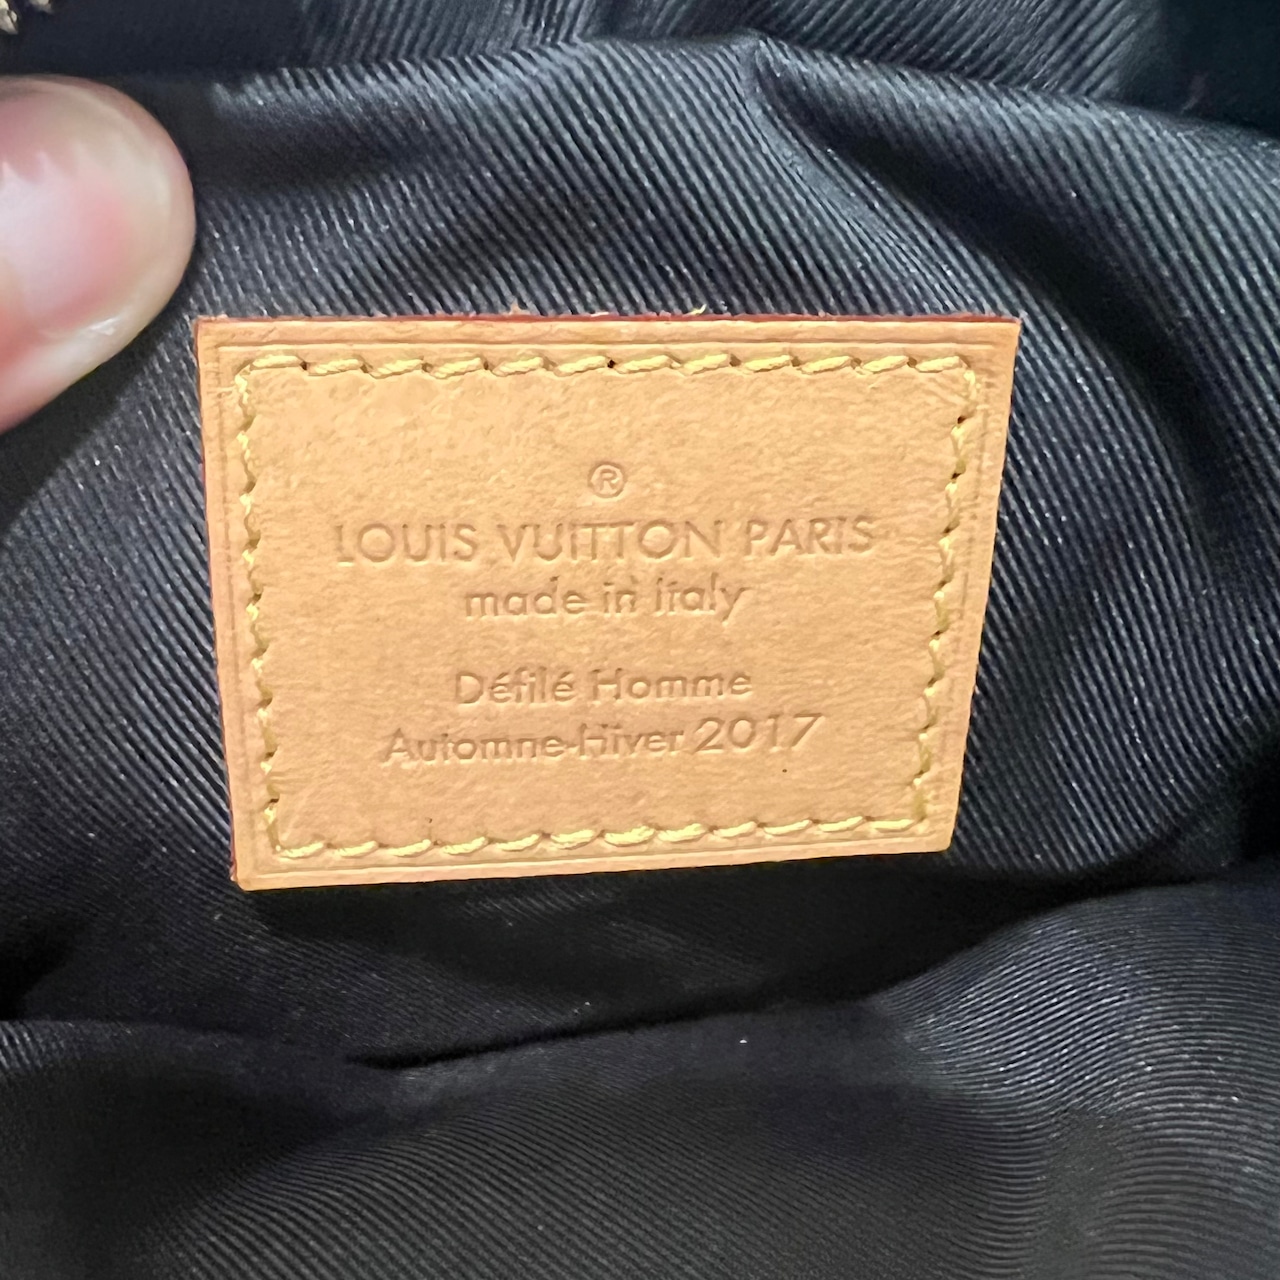 ®
LOUIS VUITTON PARIS
made in Italy
Défilé Homme
Automne-Hiver 2017